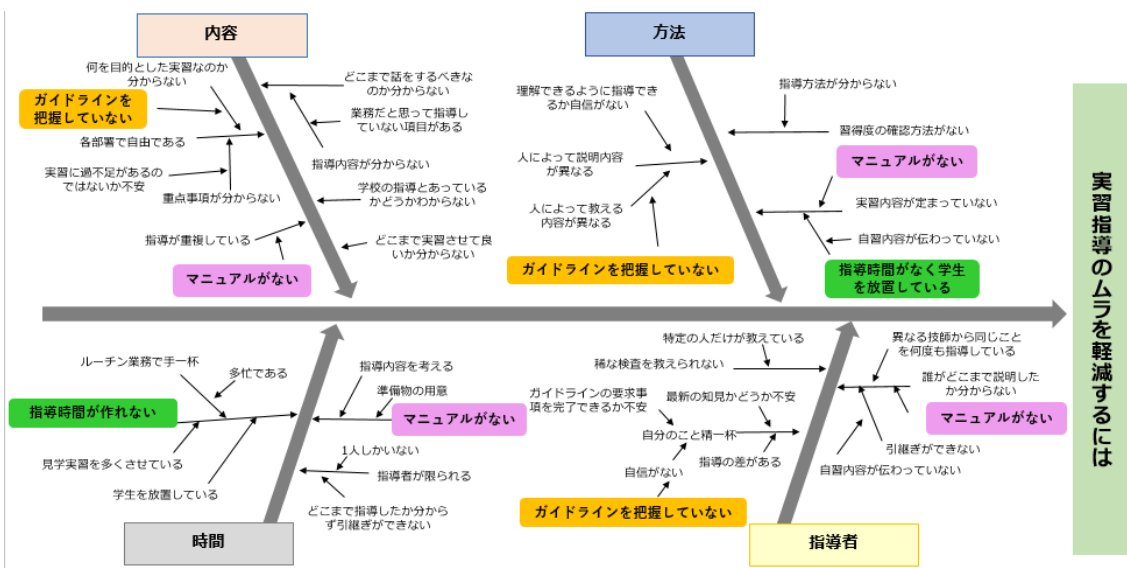 内容
何を目的とした実習なのか
分からない
ガイドラインを
把握していない
各部署で自由である
実習に過不足があるの
ではないか不安
重点事項が分からない
指導が重複している
マニュアルがない
どこまで話をするべきな
のか分からない
業務だと思って指導し
ていない項目がある
指導内容が分からない
学校の指導とあっている
かどうかわからない
どこまで実習させて良
いか分からない
方法
理解できるように指導でき
るか自信がない
人によって説明内容
が異なる
人によって教える
内容が異なる
ガイドラインを把握していない
指導方法が分からない
習得度の確認方法がない
マニュアルがない
実習内容が定まっていない
自習内容が伝わっていない
指導時間がなく学生
を放置している
実習指導のムラを軽減するには
ルーチン業務で手一杯
多忙である
指導時間が作れない
見学実習を多くさせている
学生を放置している
指導内容を考える
準備物の用意
マニュアルがない
1人しかいない
指導者が限られる
どこまで指導したか分から
ず引継ぎができない
時間
特定の人だけが教えている
稀な検査を教えられない
ガイドラインの要求事
項を完了できるか不安
最新の知見かどうか不安
自分のこと精一杯
指導の差がある
自信がない
ガイドラインを把握していない
異なる技師から同じこと
を何度も指導している
誰がどこまで説明した
か分からない
マニュアルがない
引継ぎができない
自習内容が伝わっていない
指導者